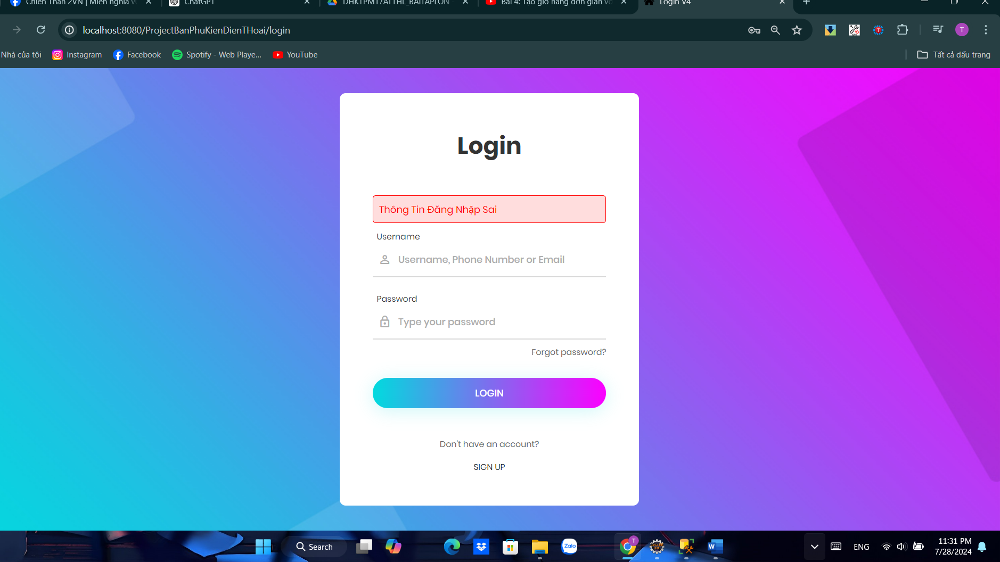 Chiến Thần 2VN | Miền nghĩa v
ChatGPT
DHKTPM17ATTHL_BAITAPLON
Bài 4: Tạo giỏ hàng đơn giản vớ
Login V4
localhost:8080/ProjectBanPhuKienDienTHoai/login
T
Nhà của tôi
Instagram
Facebook
Spotify - Web Playe...
YouTube
Tất cả dấu trang
Login
Thông Tin Đăng Nhập Sai
Username
Username, Phone Number or Email
Password
Type your password
Forgot password?
LOGIN
Don't have an account?
SIGN UP
Search
Zalo
T
W
ENG
11:31 PM
7/28/2024